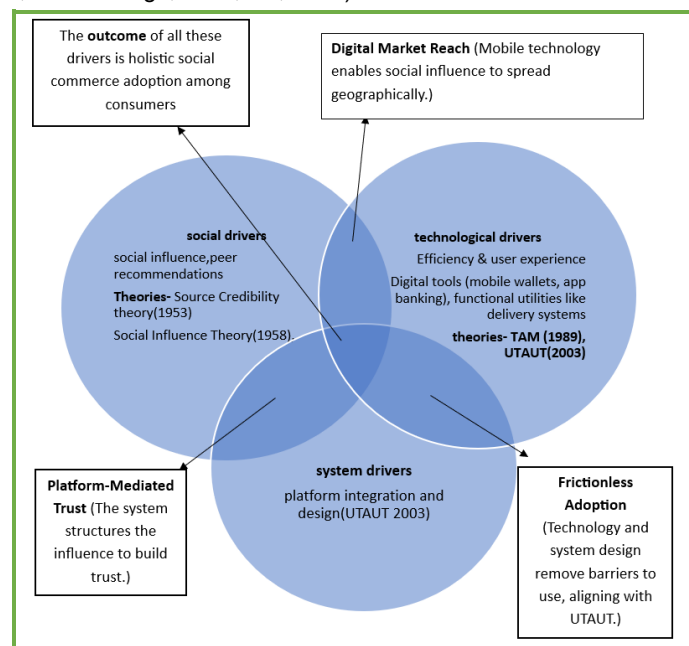 The outcome of all these
drivers is holistic social
commerce adoption among
consumers
Digital Market Reach (Mobile technology
enables social influence to spread
geographically.)
social drivers
social influence,peer
recommendations
Theories- Source Credibility
theory(1953)
Social Influence Theory(1958).
technological drivers
Efficiency & user experience
Digital tools (mobile wallets, app
banking), functional utilities like
delivery systems
theories- TAM (1989),
UTAUT(2003)
system drivers
platform integration and
design(UTAUT 2003)
Platform-Mediated
Trust (The system
structures the
influence to build
trust.)
Frictionless
Adoption
(Technology and
system design
remove barriers to
use, aligning with
UTAUT.)